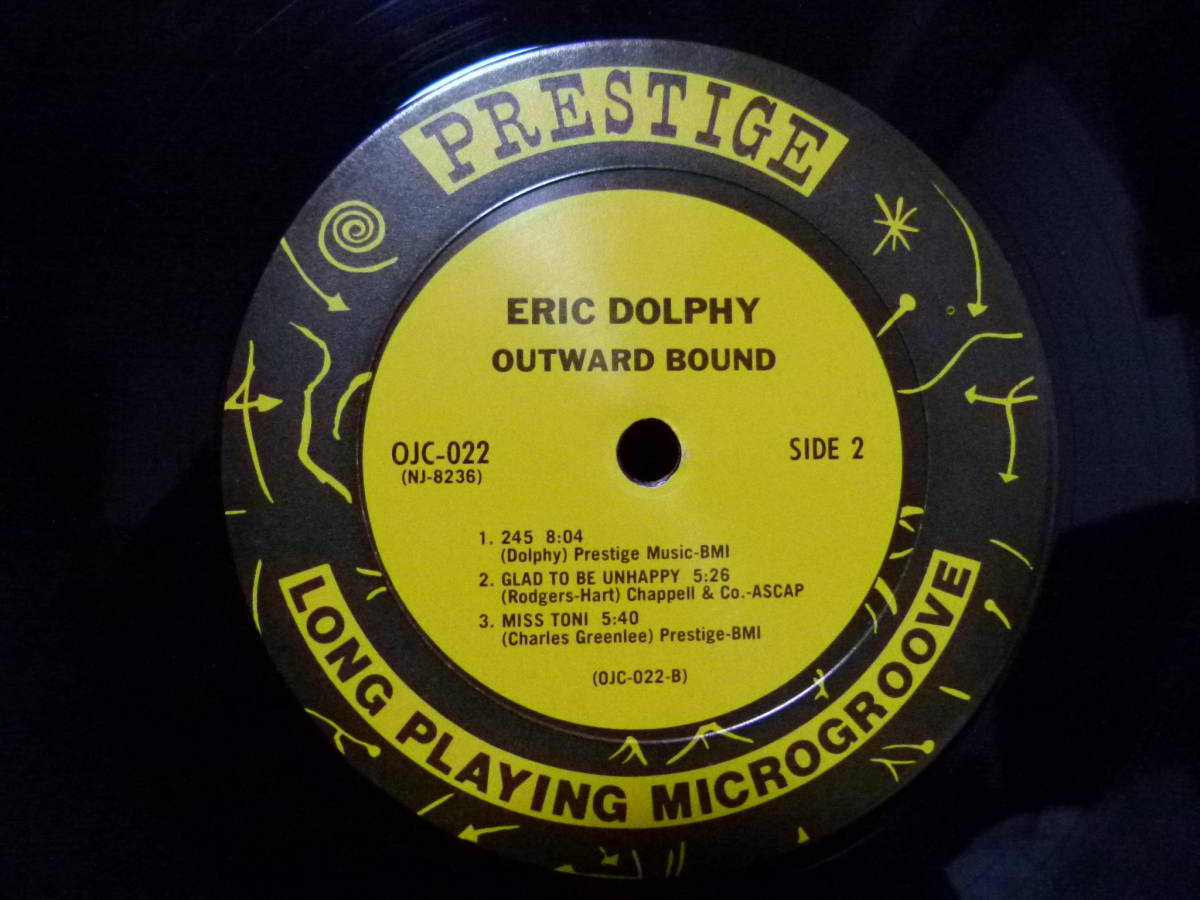 PRESTIGE
ERIC DOLPHY
OUTWARD BOUND
OJC-022
(NJ-8236)
SIDE 2
1. 245 8:04
(Dolphy) Prestige Music-BMI
2. GLAD TO BE UNHAPPY 5:26
(Rodgers-Hart) Chappell & Co.-ASCAP
3. MISS TONI 5:40
(Charles Greenlee) Prestige-BMI
(OJC-022-B)
LONG PLAYING MICROGROOVE